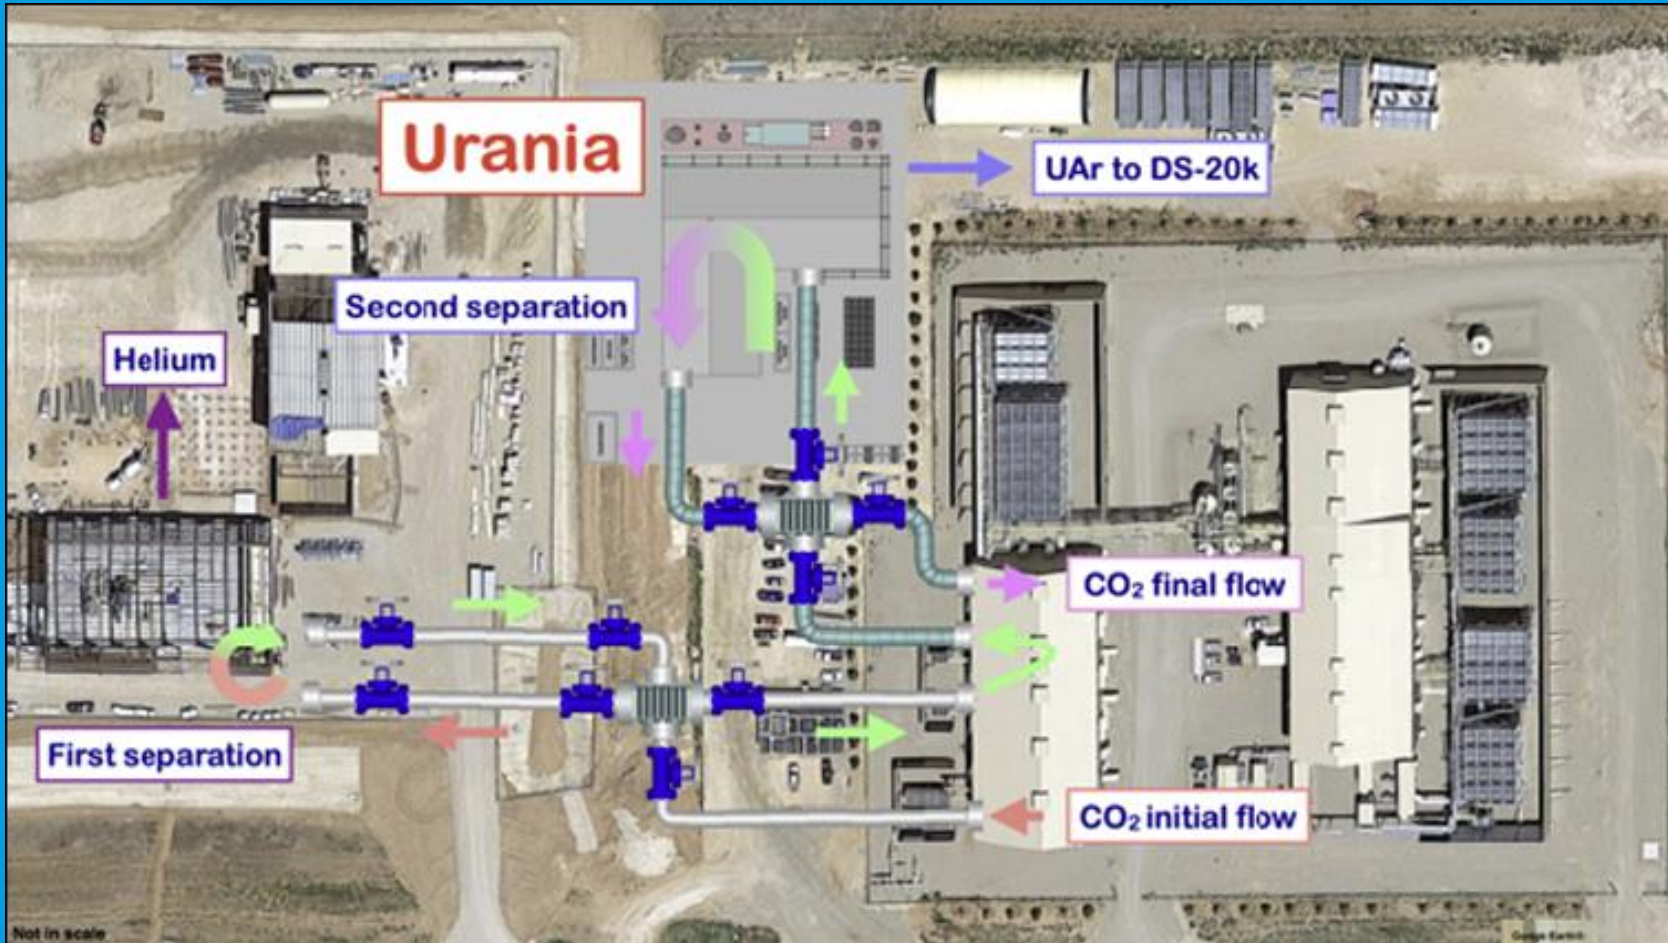 Urania
UAr to DS-20k
Second separation
Helium
CO₂ final flow
First separation
CO₂ initial flow
Not in scale